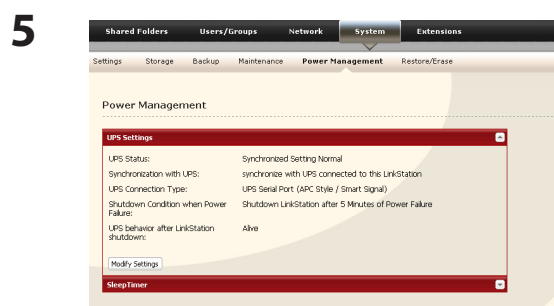 5
Shared Folders Users/Groups Network System Extensions
Settings Storage Backup Maintenance Power Management Restore/Erase
Power Management
UPS Settings
UPS Status: Synchronized Setting Normal
Synchronization with UPS: synchronize with UPS connected to this LinkStation
UPS Connection Type: UPS Serial Port (APC Style / Smart Signal)
Shutdown Condition when Power Shutdown LinkStation after 5 Minutes of Power Failure
Failure:
UPS behavior after LinkStation Alive
shutdown:
Modify Settings
SleepTimer